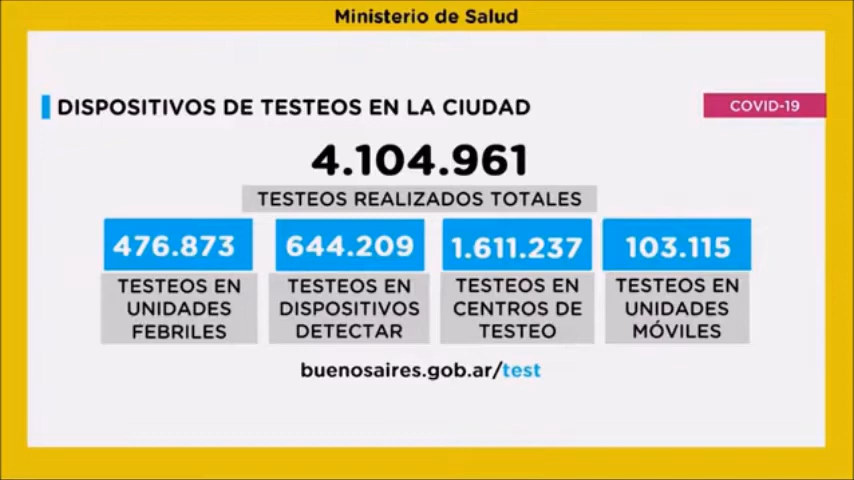 Ministerio de Salud
DISPOSITIVOS DE TESTEOS EN LA CIUDAD
COVID-19
4.104.961
TESTEOS REALIZADOS TOTALES
476.873
TESTEOS EN
UNIDADES
FEBRILES
644.209
TESTEOS EN
DISPOSITIVOS
DETECTAR
1.611.237
TESTEOS EN
CENTROS DE
TESTEO
103.115
TESTEOS EN
UNIDADES
MÓVILES
buenosaires.gob.ar/test